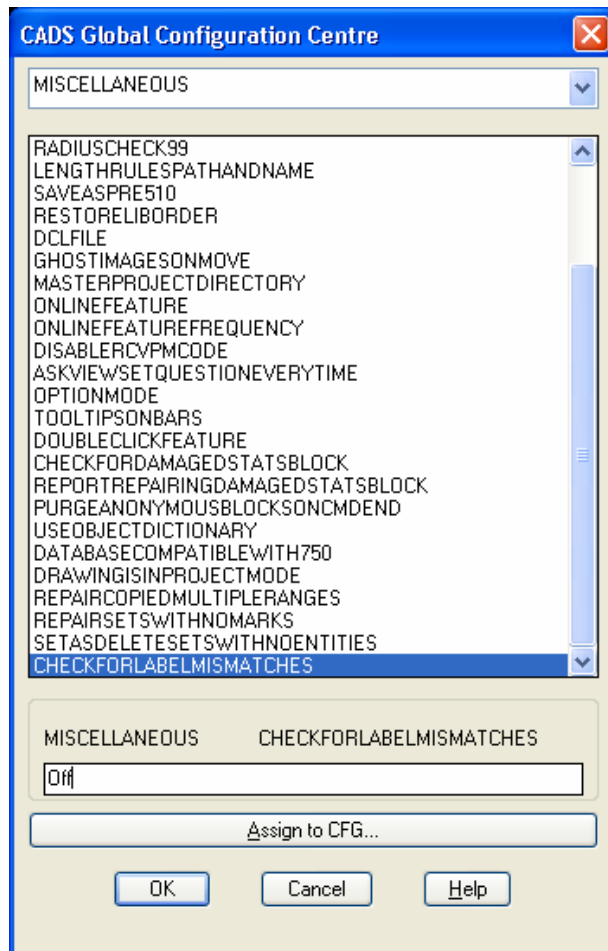 CADS Global Configuration Centre
MISCELLANEOUS
RADIUSCHECK99
LENGTHRULESPATHANDNAME
SAVEASPRE510
RESTORELIBORDER
DCLFILE
GHOSTIMAGESONMOVE
MASTERPROJECTDIRECTORY
ONLINEFEATURE
ONLINEFEATUREFREQUENCY
DISABLERCVPMCODE
ASKVIEWSETQUESTIONEVERYTIME
OPTIONMODE
TOOLTIPSONBARS
DOUBLECLICKFEATURE
CHECKFORDAMAGEDSTATSBLOCK
REPORTREPAIRINGDAMAGEDSTATSBLOCK
PURGEANONYMOUSBLOCKSONCMDEND
USEOBJECTDICTIONARY
DATABASECOMPATIBLEWITH750
DRAWINGISINPROJECTMODE
REPAIRCOPIEDMULTIPLERANGES
REPAIRSETSWITHNOMARKS
SETASDELETESETSWITHNOENTITIES
CHECKFORLABELMISMATCHES
MISCELLANEOUS CHECKFORLABELMISMATCHES
Off
Assign to CFG...
OK Cancel Help